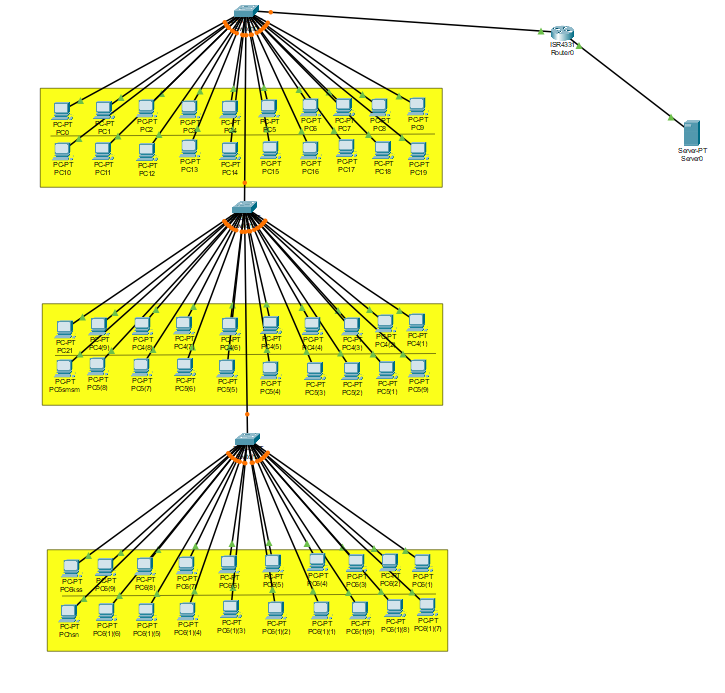 ISR4331
Router0
Server-PT
Server0
PC-PT
PC0
PC-PT
PC1
PC-PT
PC2
PC-PT
PC3
PC-PT
PC4
PC-PT
PC5
PC-PT
PC6
PC-PT
PC7
PC-PT
PC8
PC-PT
PC9
PC-PT
PC10
PC-PT
PC11
PC-PT
PC12
PC-PT
PC13
PC-PT
PC14
PC-PT
PC15
PC-PT
PC16
PC-PT
PC17
PC-PT
PC18
PC-PT
PC19
PC-PT
PC21
PC-PT
PC4(9)
PC-PT
PC4(8)
PC-PT
PC4(7)
PC-PT
PC4(6)
PC-PT
PC4(5)
PC-PT
PC4(4)
PC-PT
PC4(3)
PC-PT
PC-PT
PC4(1)
PC-PT
PC5smsm
PC-PT
PC5(8)
PC-PT
PC5(7)
PC-PT
PC5(6)
PC-PT
PC5(5)
PC-PT
PC5(4)
PC-PT
PC5(3)
PC-PT
PC5(2)
PC-PT
PC5(1)
PC-PT
PC5(9)
PC-PT
PC6(9)
PC-PT
PC6(8)
PC-PT
PC6(7)
PC-PT
PC-PT
PC6(5)
PC-PT
PC6(4)
PC-PT
PC6(3)
PC-PT
PC6(2)
PC-PT
PC6(1)
PC-PT
PC-PT
PC6(1)(6)
PC-PT
PC6(1)(5)
PC-PT
PC6(1)(4)
PC-PT
PC6(1)(3)
PC-PT
PC6(1)(2)
PC-PT
PC6(1)(1)
PC-PT
PC6(1)(9)
PC-PT
PC6(1)(8)
PC-PT
PC6(1)(7)